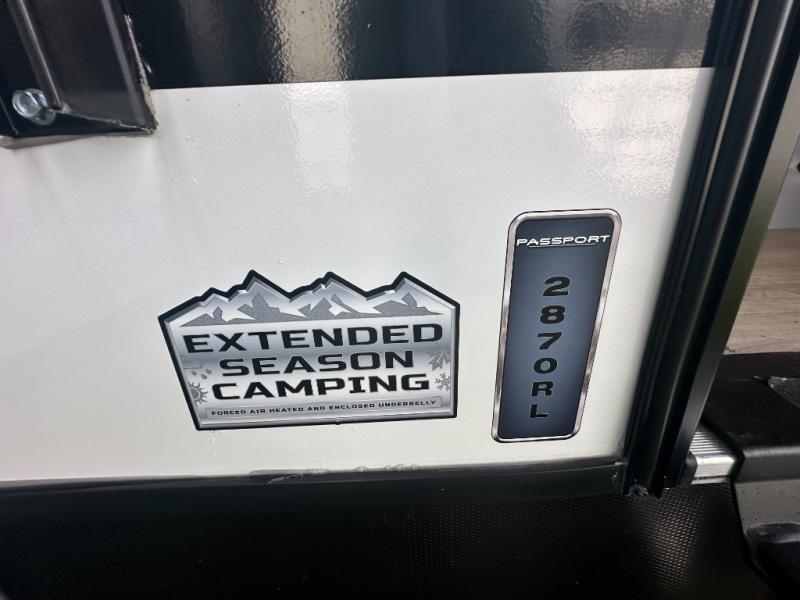 EXTENDED
SEASON
CAMPING
FORCED AIR HEATED AND ENCLOSED UNDERBELLY
PASSPORT
2870RL